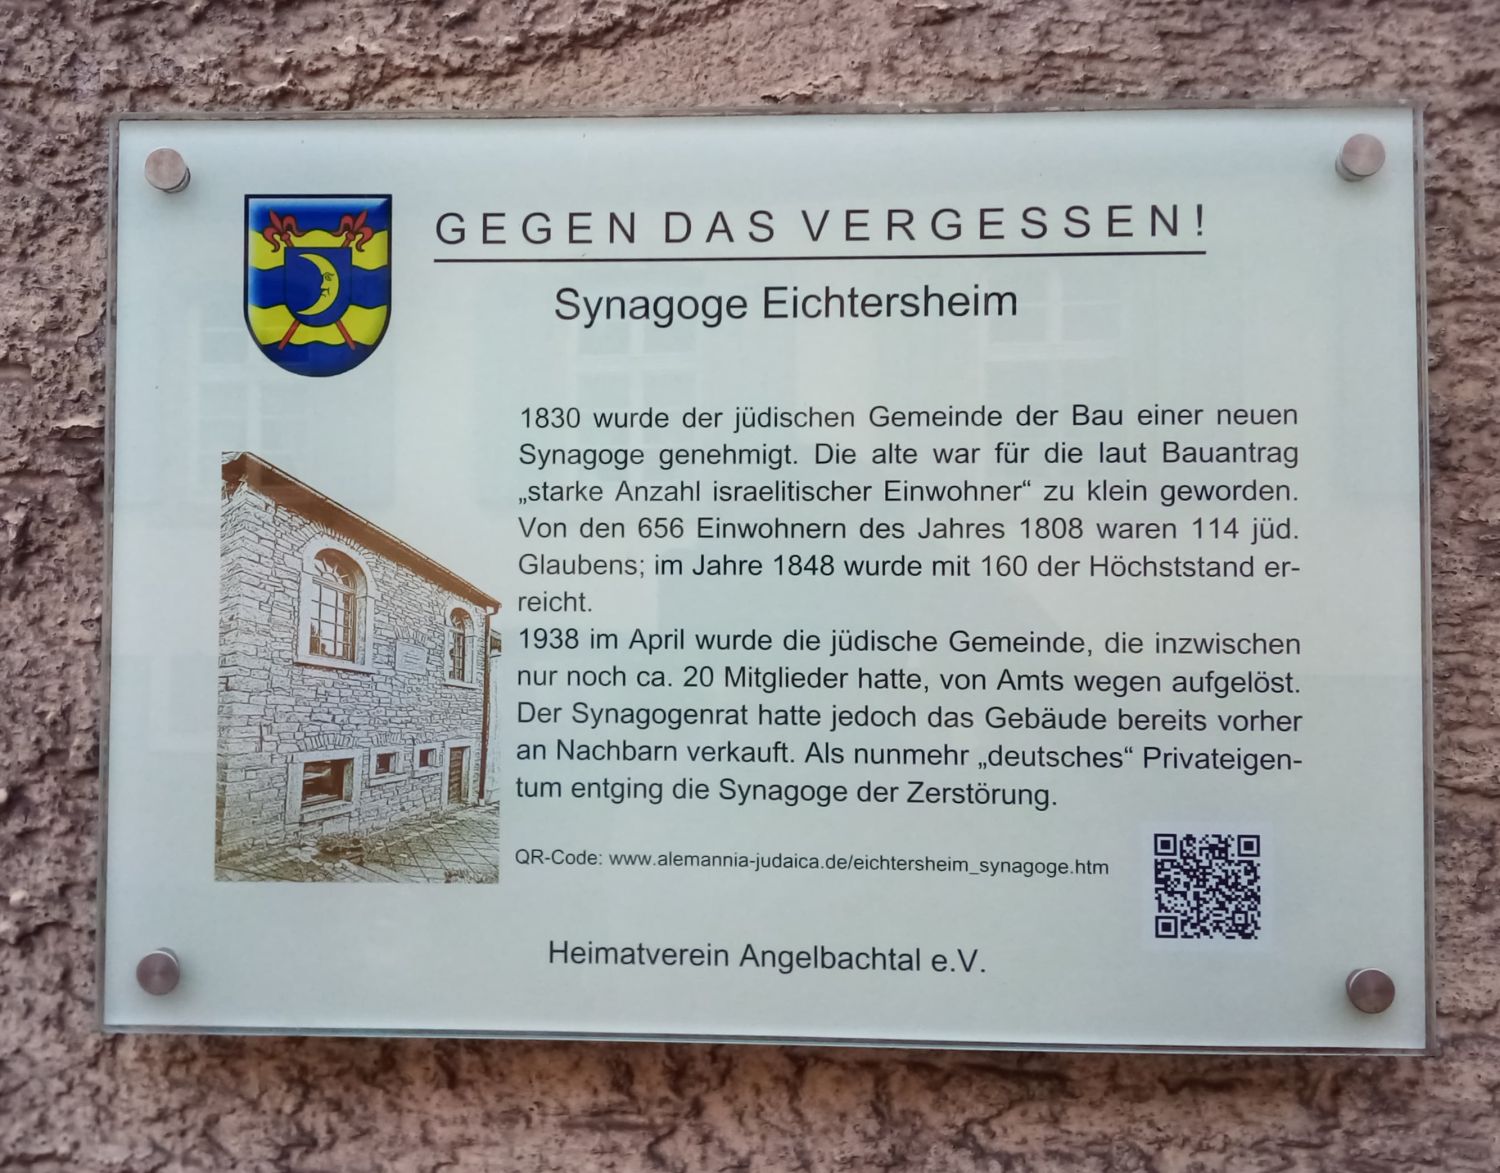 GEGEN DAS VERGESSEN!
Synagoge Eichtersheim
1830 wurde der jüdischen Gemeinde der Bau einer neuen
Synagoge genehmigt. Die alte war für die laut Bauantrag
„starke Anzahl israelitischer Einwohner“ zu klein geworden.
Von den 656 Einwohnern des Jahres 1808 waren 114 jüd.
Glaubens; im Jahre 1848 wurde mit 160 der Höchststand er-
reicht.
1938 im April wurde die jüdische Gemeinde, die inzwischen
nur noch ca. 20 Mitglieder hatte, von Amts wegen aufgelöst.
Der Synagogenrat hatte jedoch das Gebäude bereits vorher
an Nachbarn verkauft. Als nunmehr „deutsches“ Privateigen-
tum entging die Synagoge der Zerstörung.
QR-Code: www.alemannia-judaica.de/eichtersheim_synagoge.htm
Heimatverein Angelbachtal e.V.